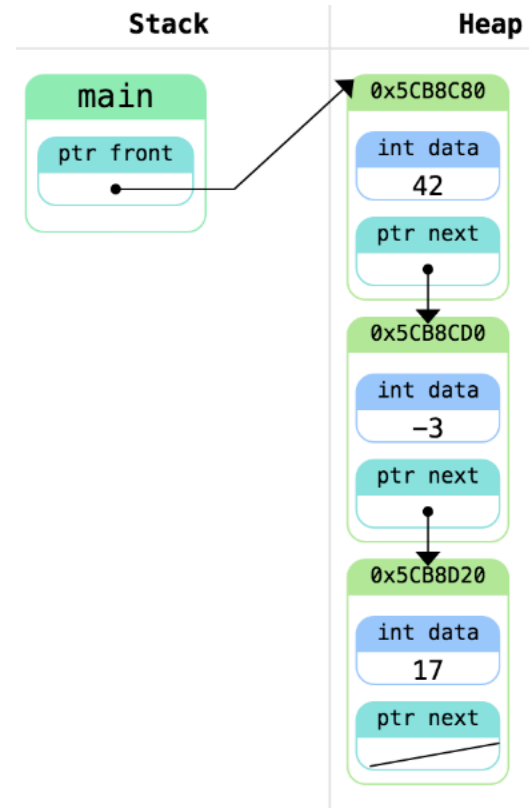 Stack
Heap
main
ptr front
0x5CB8C80
int data
42
ptr next
0x5CB8CD0
int data
-3
ptr next
0x5CB8D20
int data
17
ptr next